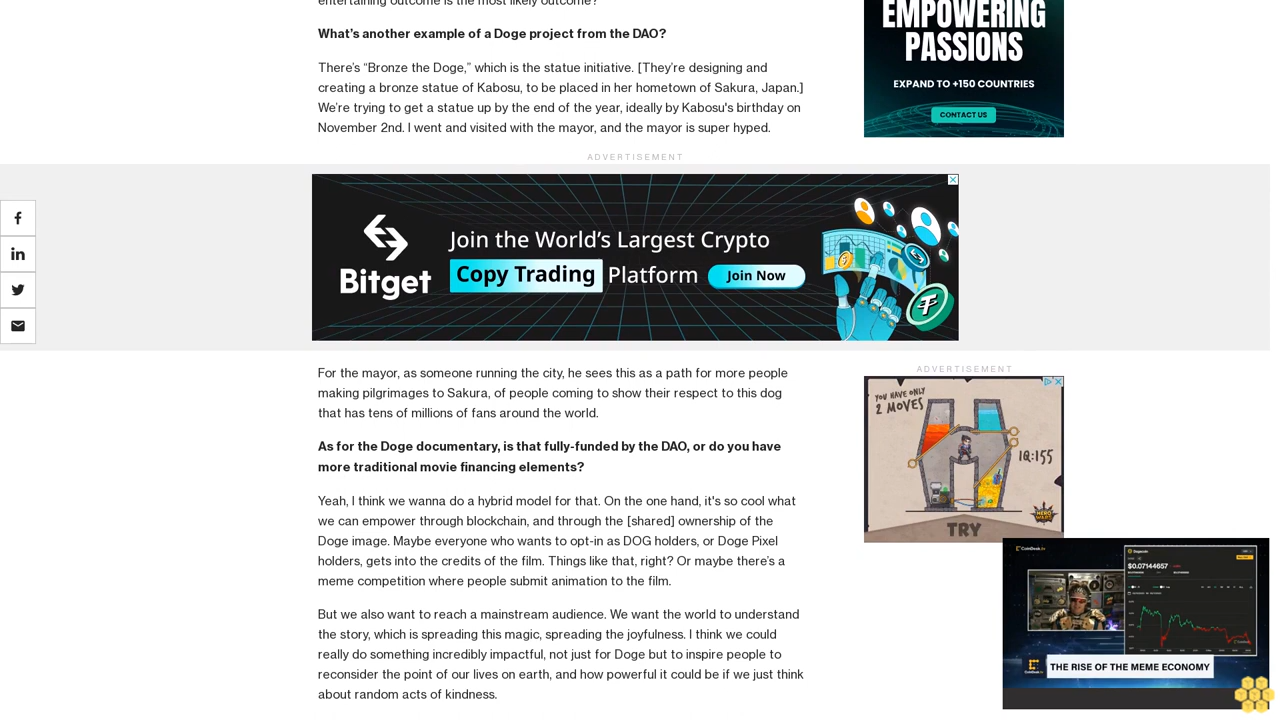 entertaining outcome is the most likely outcome?
What's another example of a Doge project from the DAO?
There's “Bronze the Doge,” which is the statue initiative. [They're designing and
creating a bronze statue of Kabosu, to be placed in her hometown of Sakura, Japan.]
We're trying to get a statue up by the end of the year, ideally by Kabosu's birthday on
November 2nd. I went and visited with the mayor, and the mayor is super hyped.
EMPOWERING
PASSIONS
EXPAND TO +150 COUNTRIES
CONTACT US
ADVERTISEMENT
Bitget
Join the World's Largest Crypto
Copy Trading Platform
Join Now
For the mayor, as someone running the city, he sees this as a path for more people
making pilgrimages to Sakura, of people coming to show their respect to this dog
that has tens of millions of fans around the world.
As for the Doge documentary, is that fully-funded by the DAO, or do you have
more traditional movie financing elements?
Yeah, I think we wanna do a hybrid model for that. On the one hand, it's so cool what
we can empower through blockchain, and through the [shared] ownership of the
Doge image. Maybe everyone who wants to opt-in as DOG holders, or Doge Pixel
holders, gets into the credits of the film. Things like that, right? Or maybe there's a
meme competition where people submit animation to the film.
But we also want to reach a mainstream audience. We want the world to understand
the story, which is spreading this magic, spreading the joyfulness. I think we could
really do something incredibly impactful, not just for Doge but to inspire people to
reconsider the point of our lives on earth, and how powerful it could be if we just think
about random acts of kindness.
ADVERTISEMENT
YOU HAVE ONLY
2 MOVES
IQ:155
HERO
WARS
TRY
CoinDesk.tv
Dogecoin
$0.07144657
CoinDesk
THE RISE OF THE MEME ECONOMY